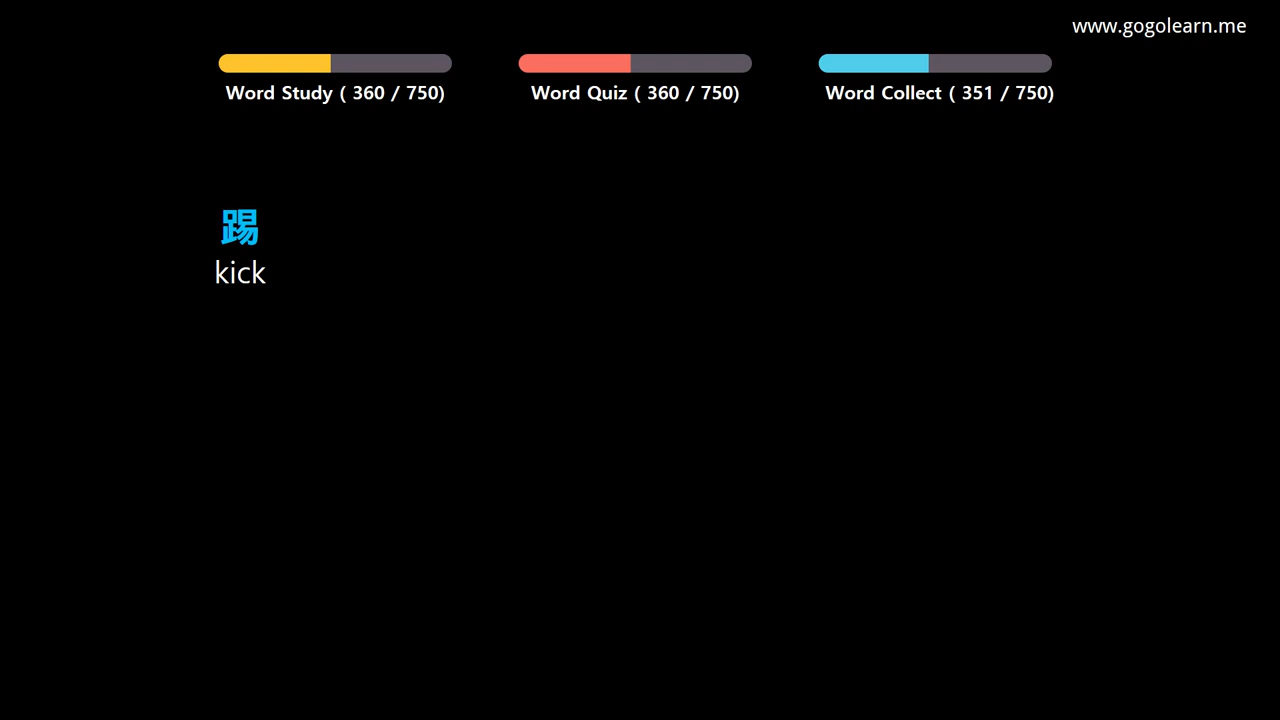 www.gogolearn.me
Word Study ( 360 / 750)
Word Quiz ( 360 / 750)
Word Collect ( 351 / 750)
踢
kick